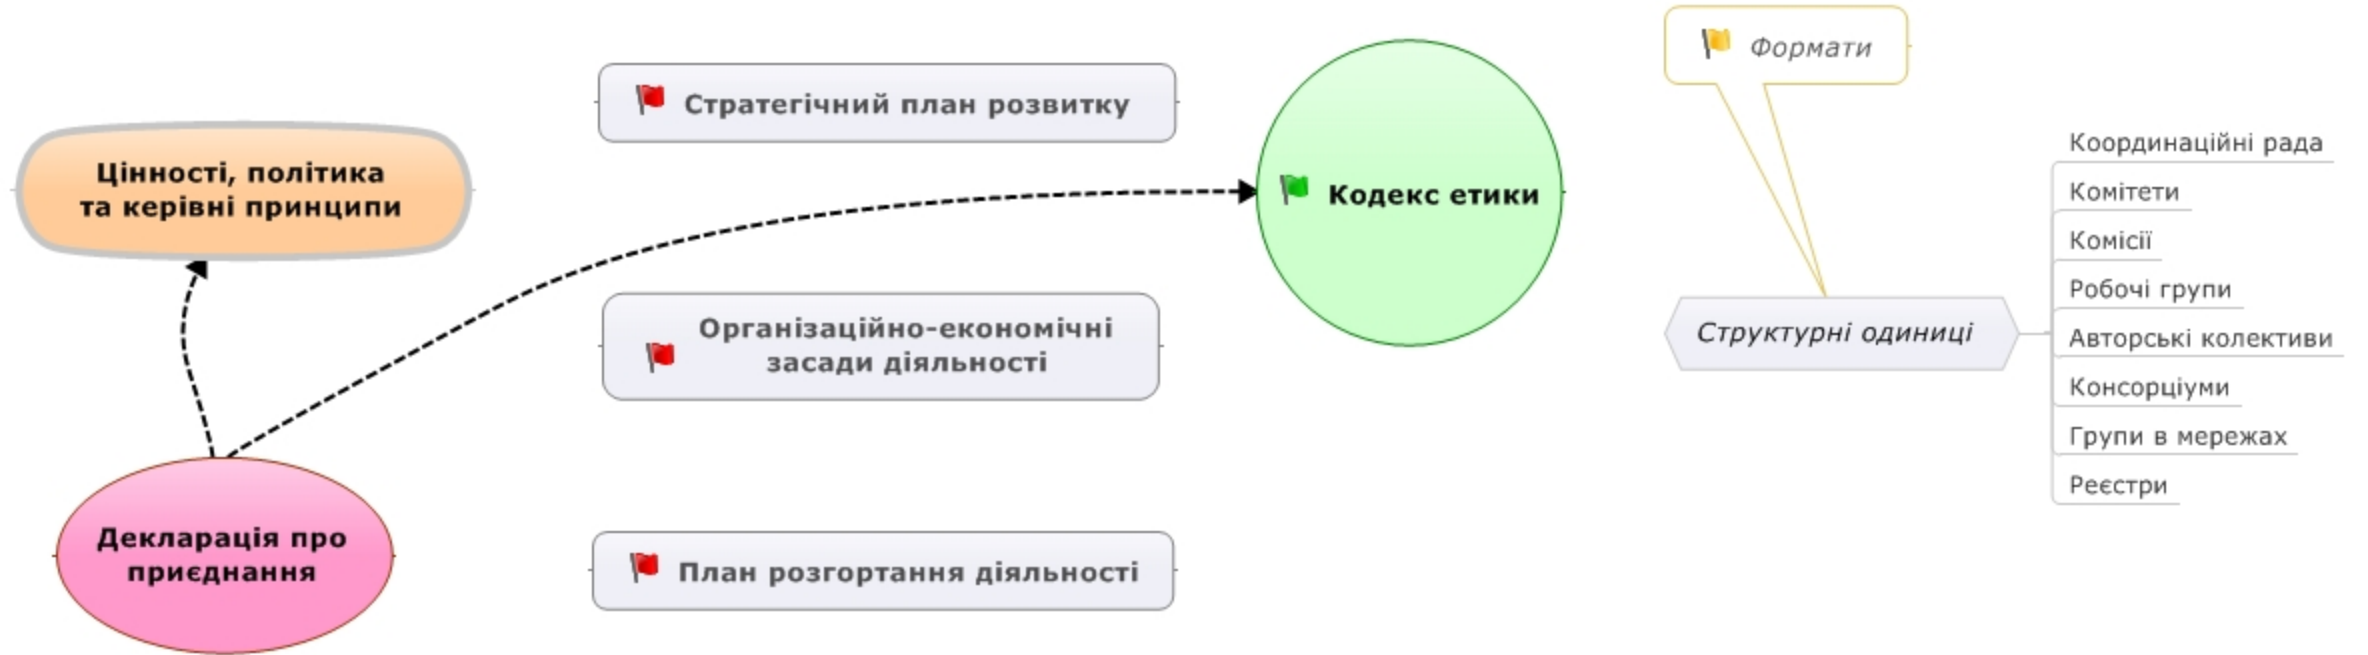 Цінності, політика
та керівні принципи
Декларація про
приєднання
Стратегічний план розвитку
Організаційно-економічні
засади діяльності
План розгортання діяльності
Кодекс етики
Формати
Структурні одиниці
Координаційні рада
Комітети
Комісії
Робочі групи
Авторські колективи
Консорціуми
Групи в мережах
Реєстри